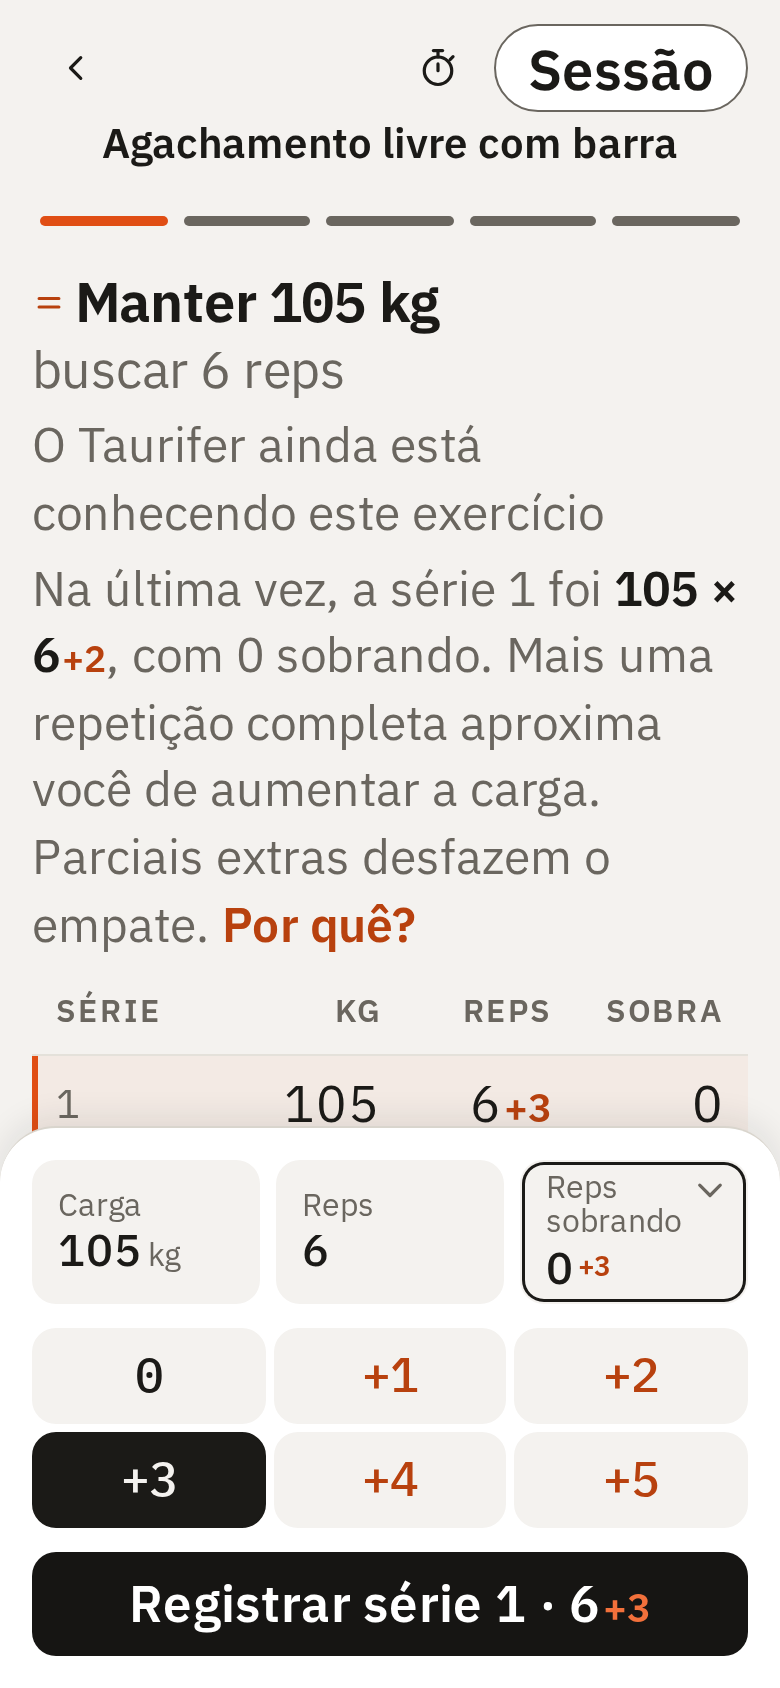 Sessão
Agachamento livre com barra
= Manter 105 kg
buscar 6 reps
O Taurifer ainda está
conhecendo este exercício
Na última vez, a série 1 foi 105 ×
6+2, com 0 sobrando. Mais uma
repetição completa aproxima
você de aumentar a carga.
Parciais extras desfazem o
empate. Por quê?
SÉRIE KG REPS SOBRA
1 105 6+3 0
Carga
105 kg
Reps
6
Reps
sobrando
0+3
0 +1 +2
+3 +4 +5
Registrar série 1 · 6+3